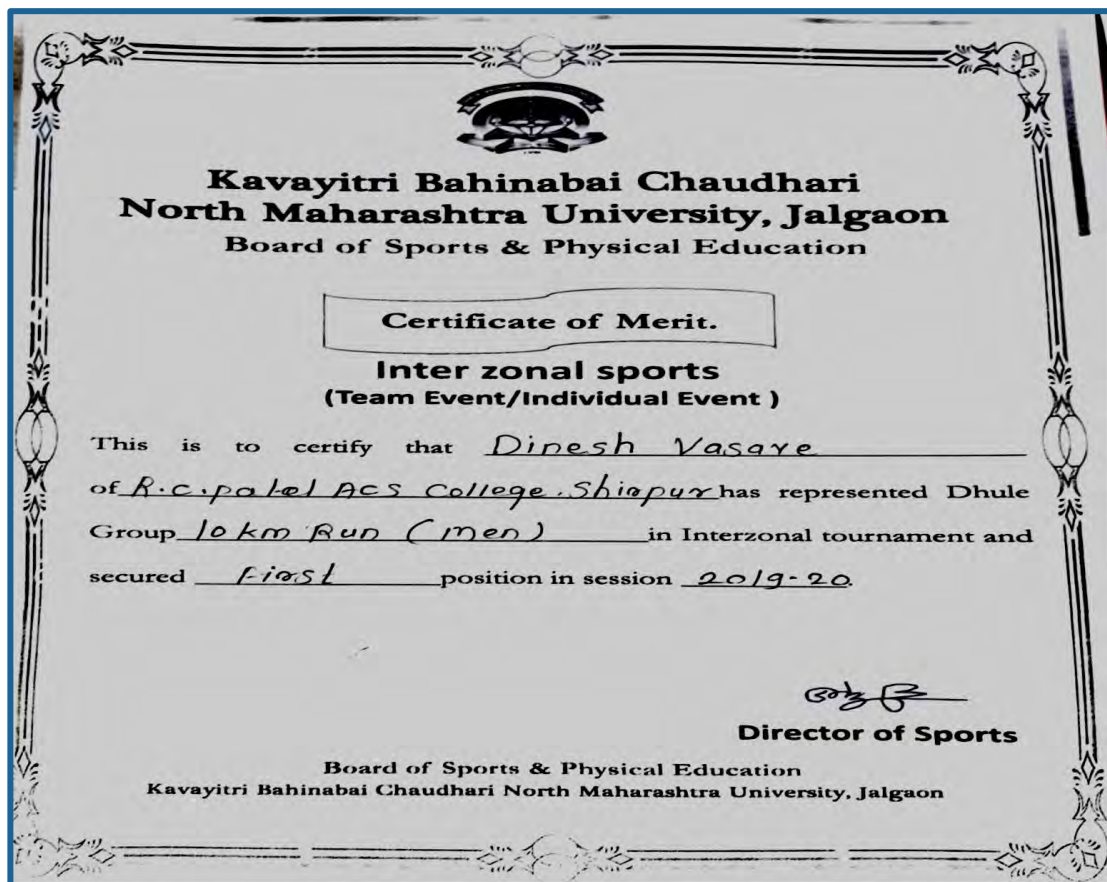 Kavayitri Bahinabai Chaudhari
North Maharashtra University, Jalgaon
Board of Sports & Physical Education
Certificate of Merit.
Inter zonal sports
(Team Event/Individual Event )
This is to certify that Dinesh Vasave
of R.C.patel ACS College. Shirpur has represented Dhule
Group 10 km Run (men) in Interzonal tournament and
secured First position in session 2019-20.
Director of Sports
Board of Sports & Physical Education
Kavayitri Bahinabai Chaudhari North Maharashtra University, Jalgaon